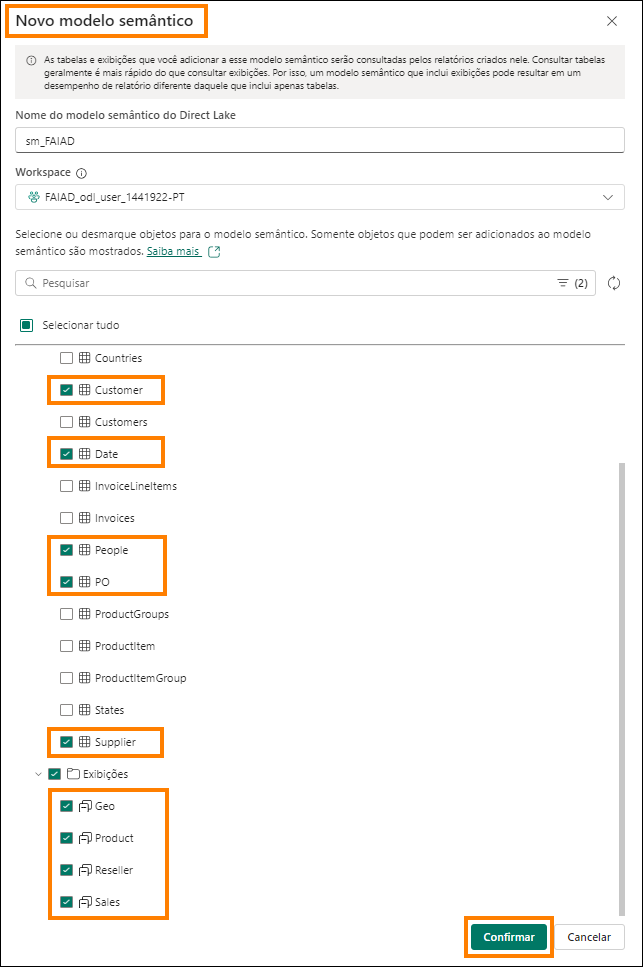 Novo modelo semântico
As tabelas e exibições que você adicionar a esse modelo semântico serão consultadas pelos relatórios criados nele. Consultar tabelas
geralmente é mais rápido do que consultar exibições. Por isso, um modelo semântico que inclui exibições pode resultar em um
desempenho de relatório diferente daquele que inclui apenas tabelas.
Nome do modelo semântico do Direct Lake
sm_FAIAD
Workspace
FAIAD_odl_user_1441922-PT
Selecione ou desmarque objetos para o modelo semântico. Somente objetos que podem ser adicionados ao modelo
semântico são mostrados. Saiba mais
Pesquisar (2)
Selecionar tudo
Countries
Customer
Customers
Date
InvoiceLineItems
Invoices
People
PO
ProductGroups
ProductItem
ProductItemGroup
States
Supplier
Exibições
Geo
Product
Reseller
Sales
Confirmar Cancelar